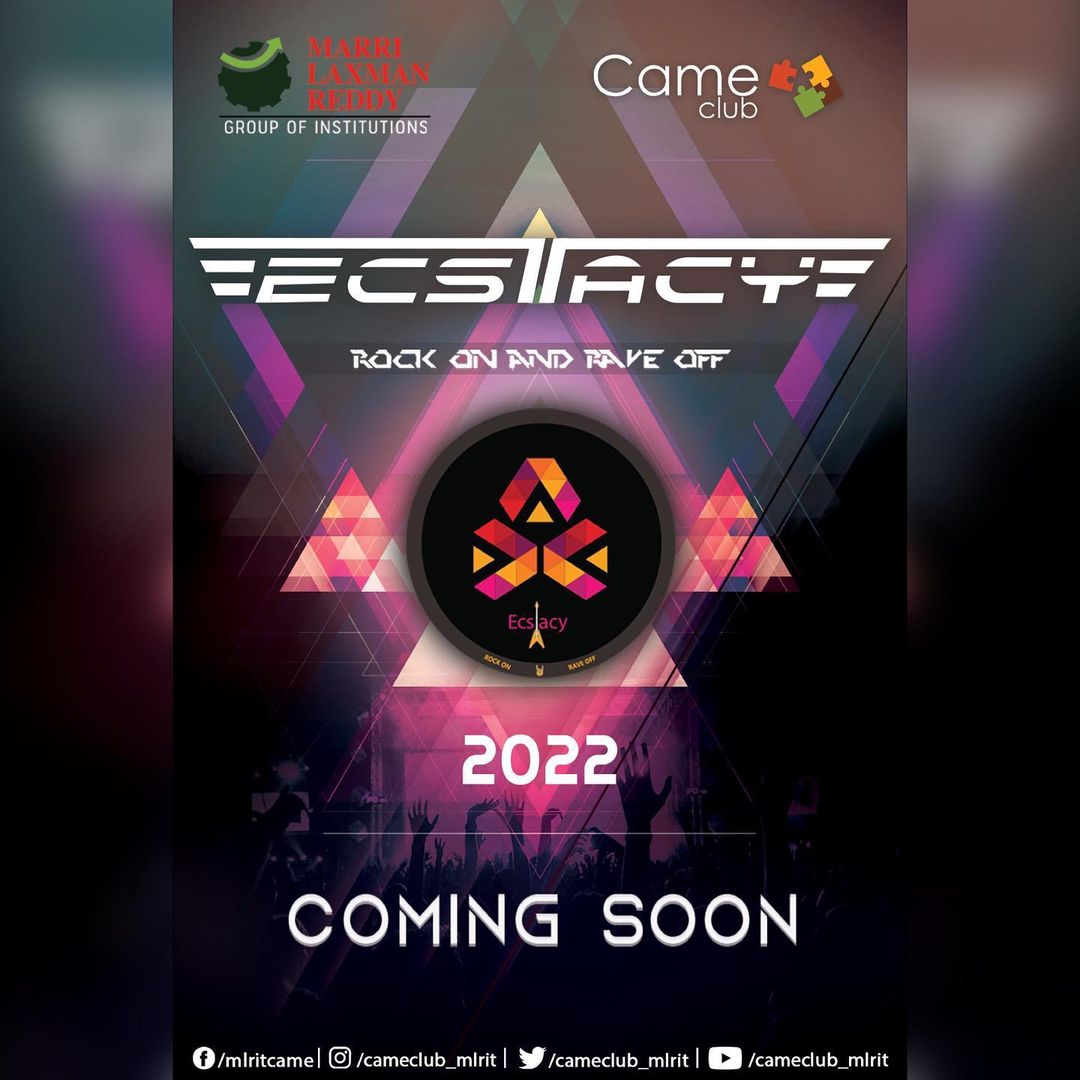 MARRI
LAXMAN
REDDY
GROUP OF INSTITUTIONS
Came
club
ECSTACY
ROCK ON AND RAVE OFF
Ecstacy
ROCK ON RAVE OFF
2022
COMING SOON
/mlritcame| /cameclub_mlrit | /cameclub_mlrit | /cameclub_mlrit